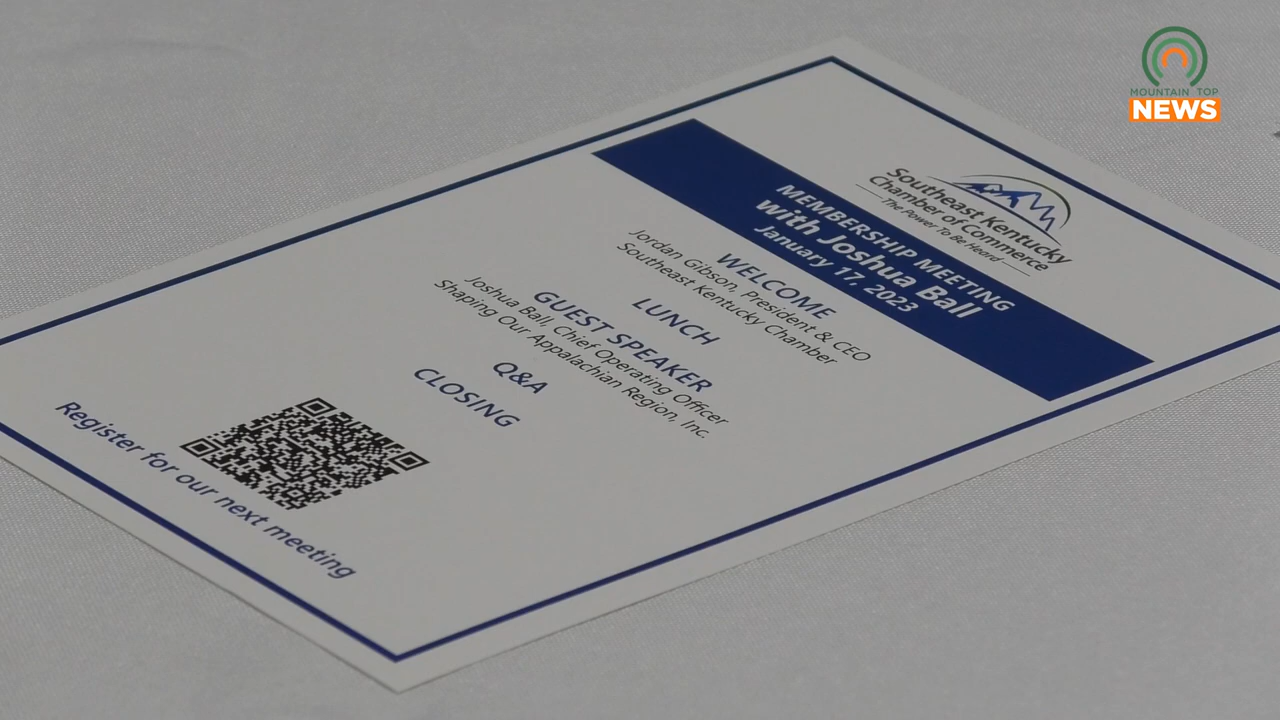 MOUNTAIN TOP
NEWS
Southeast Kentucky
Chamber of Commerce
The Power To Be Heard
MEMBERSHIP MEETING
with Joshua Ball
January 17, 2023
WELCOME
Jordan Gibson, President & CEO
Southeast Kentucky Chamber
LUNCH
GUEST SPEAKER
Joshua Ball, Chief Operating Officer
Shaping Our Appalachian Region, Inc.
Q&A
CLOSING
Register for our next meeting